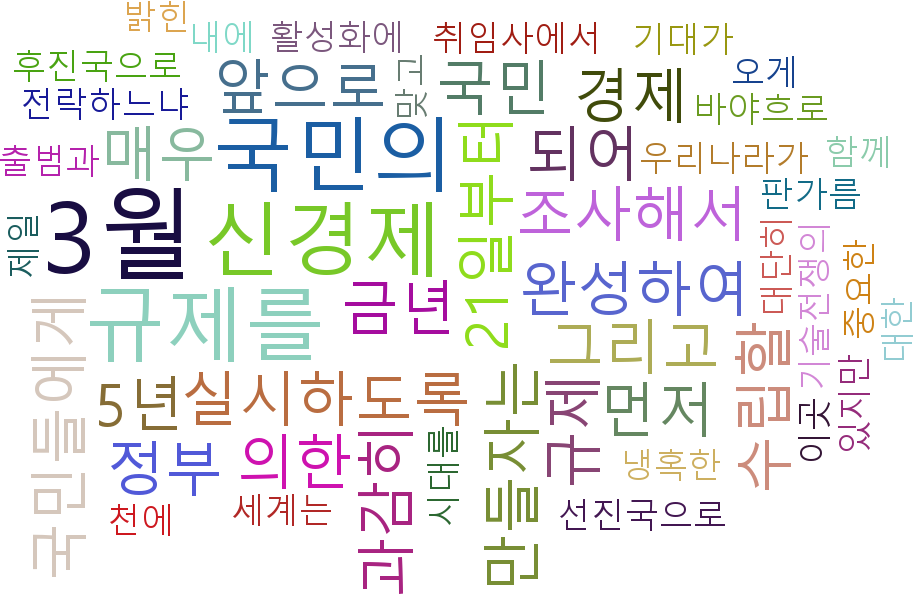 밝힌
내에
활성화에
취임사에서
기대가
후진국으로
앞으로
맞고
국민
경제
오게
전락하느냐
바야흐로
출범과
매우
국민의
21일부터
되어
우리나라가
함께
3월
신경제
조사해서
판가름
제일
규제를
금년
완성하여
대단히
기술전쟁의
중요한
대한
국민들에게
5년
실시하도록
그리고
수립할
이곳
있지만
정부
의한
과감히
시대를
만들자는
규제
먼저
냉혹한
천에
세계는
선진국으로